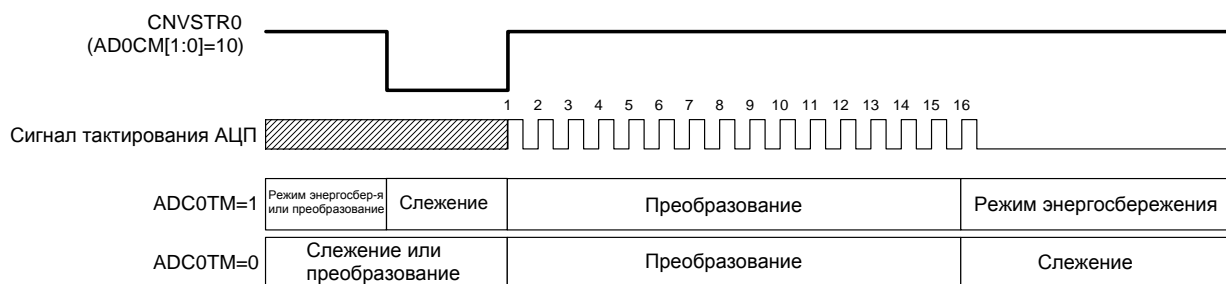 CNVSTR0
(AD0CM[1:0]=10)
1 2 3 4 5 6 7 8 9 10 11 12 13 14 15 16
Сигнал тактирования АЦП
ADC0TM=1
Режим энергосбер-я
или преобразование
Слежение
Преобразование
Режим энергосбережения
ADC0TM=0
Слежение или
преобразование
Преобразование
Слежение